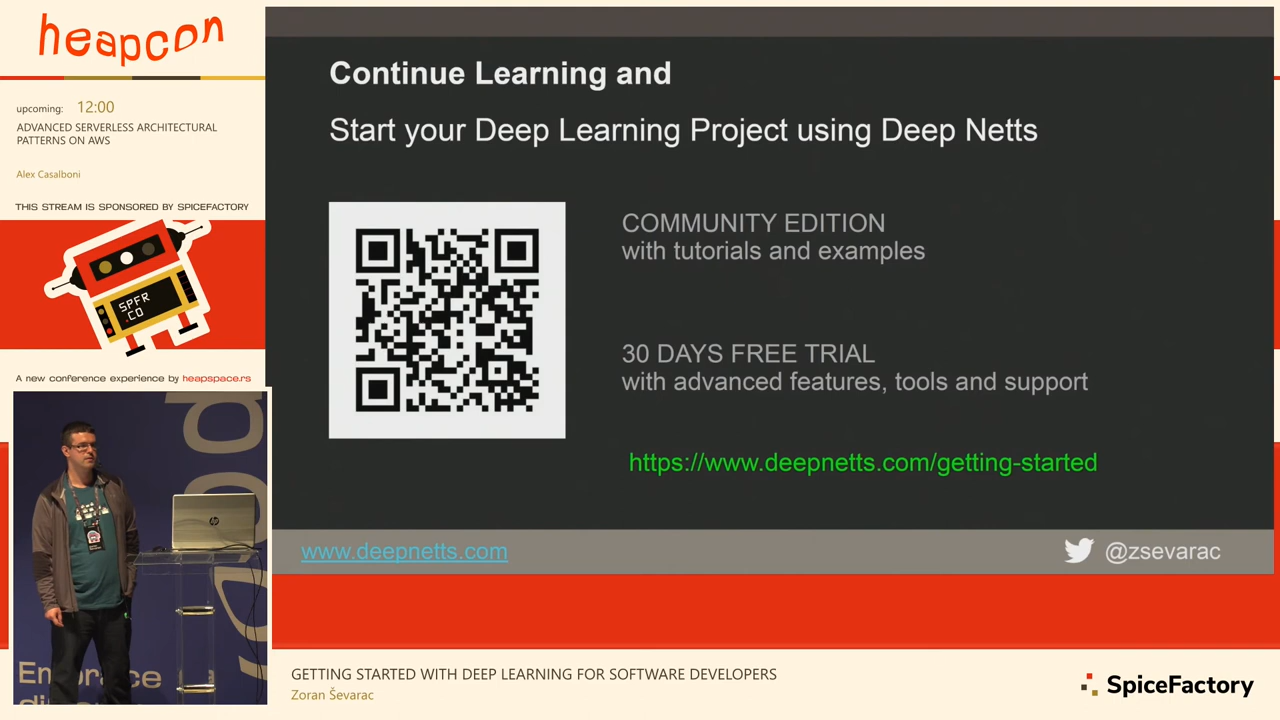 heapcon
upcoming: 12:00
ADVANCED SERVERLESS ARCHITECTURAL
PATTERNS ON AWS
Alex Casalboni
THIS STREAM IS SPONSORED BY SPICEFACTORY
SPFR
.CO
A new conference experience by heapspace.rs
Continue Learning and
Start your Deep Learning Project using Deep Netts
COMMUNITY EDITION
with tutorials and examples
30 DAYS FREE TRIAL
with advanced features, tools and support
https://www.deepnetts.com/getting-started
www.deepnetts.com
@zsevarac
hp
GETTING STARTED WITH DEEP LEARNING FOR SOFTWARE DEVELOPERS
Zoran Ševarac
SpiceFactory